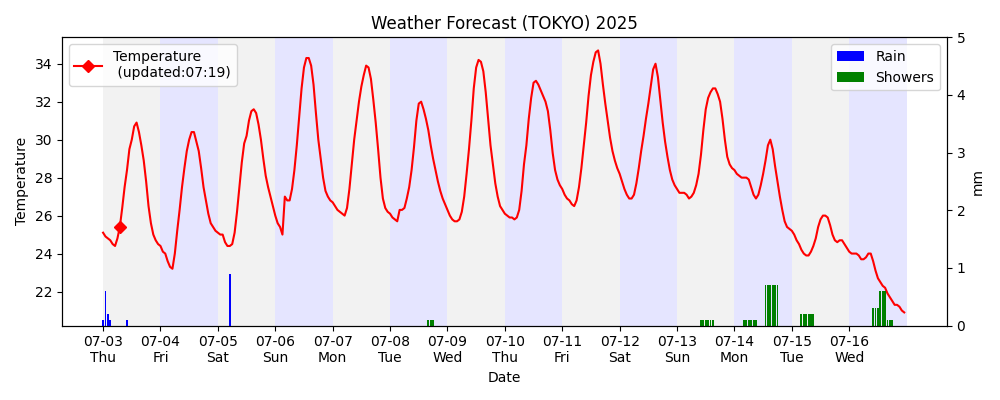 Weather Forecast (TOKYO) 2025
Temperature
(updated:07:19)
Rain
Showers
Temperature
34
32
30
28
26
24
22
5
4
3
2
1
0
mm
07-03 07-04 07-05 07-06 07-07 07-08 07-09 07-10 07-11 07-12 07-13 07-14 07-15 07-16
Thu Fri Sat Sun Mon Tue Wed Thu Fri Sat Sun Mon Tue Wed
Date